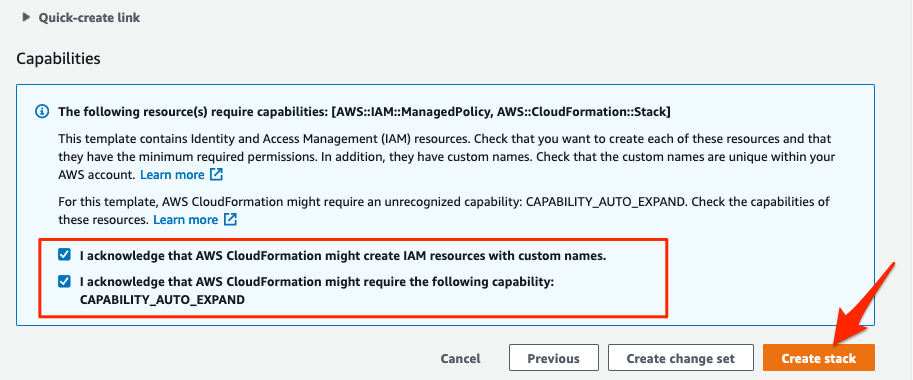 Quick-create link
Capabilities
The following resource(s) require capabilities: [AWS::IAM::ManagedPolicy, AWS::CloudFormation::Stack]
This template contains Identity and Access Management (IAM) resources. Check that you want to create each of these resources and that
they have the minimum required permissions. In addition, they have custom names. Check that the custom names are unique within your
AWS account. Learn more
For this template, AWS CloudFormation might require an unrecognized capability: CAPABILITY_AUTO_EXPAND. Check the capabilities of
these resources. Learn more
I acknowledge that AWS CloudFormation might create IAM resources with custom names.
I acknowledge that AWS CloudFormation might require the following capability:
CAPABILITY_AUTO_EXPAND
Cancel Previous Create change set Create stack